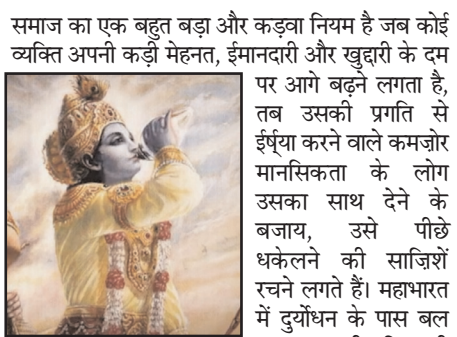 समाज का एक बहुत बड़ा और कड़वा नियम है जब कोई
व्यक्ति अपनी कड़ी मेहनत, ईमानदारी और खुद्दारी के दम
पर आगे बढ़ने लगता है,
तब उसकी प्रगति से
ईर्ष्या करने वाले कमज़ोर
मानसिकता के लोग
उसका साथ देने के
बजाय, उसे पीछे
धकेलने की साज़िशें
रचने लगते हैं। महाभारत
में दुर्योधन के पास बल